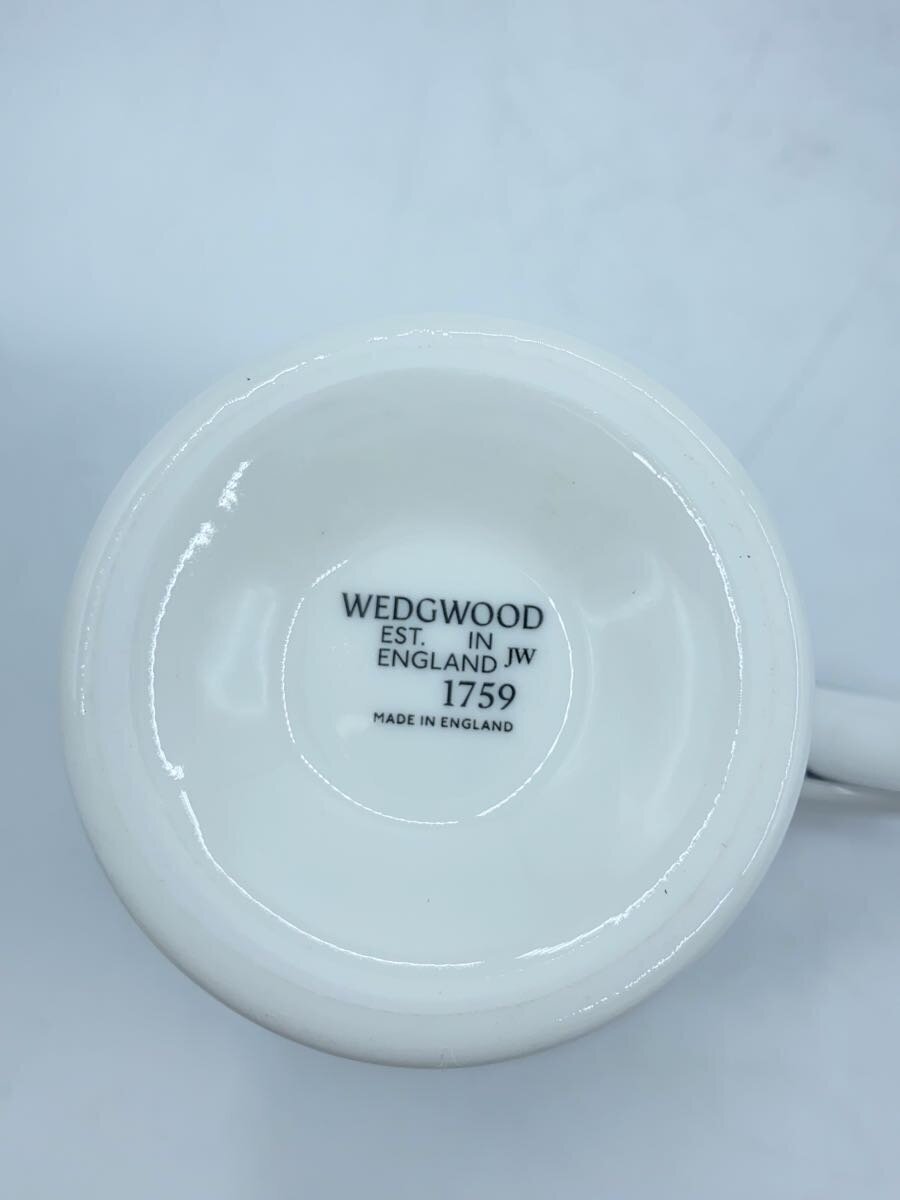 WEDGWOOD
EST. IN
ENGLAND JW
1759
MADE IN ENGLAND